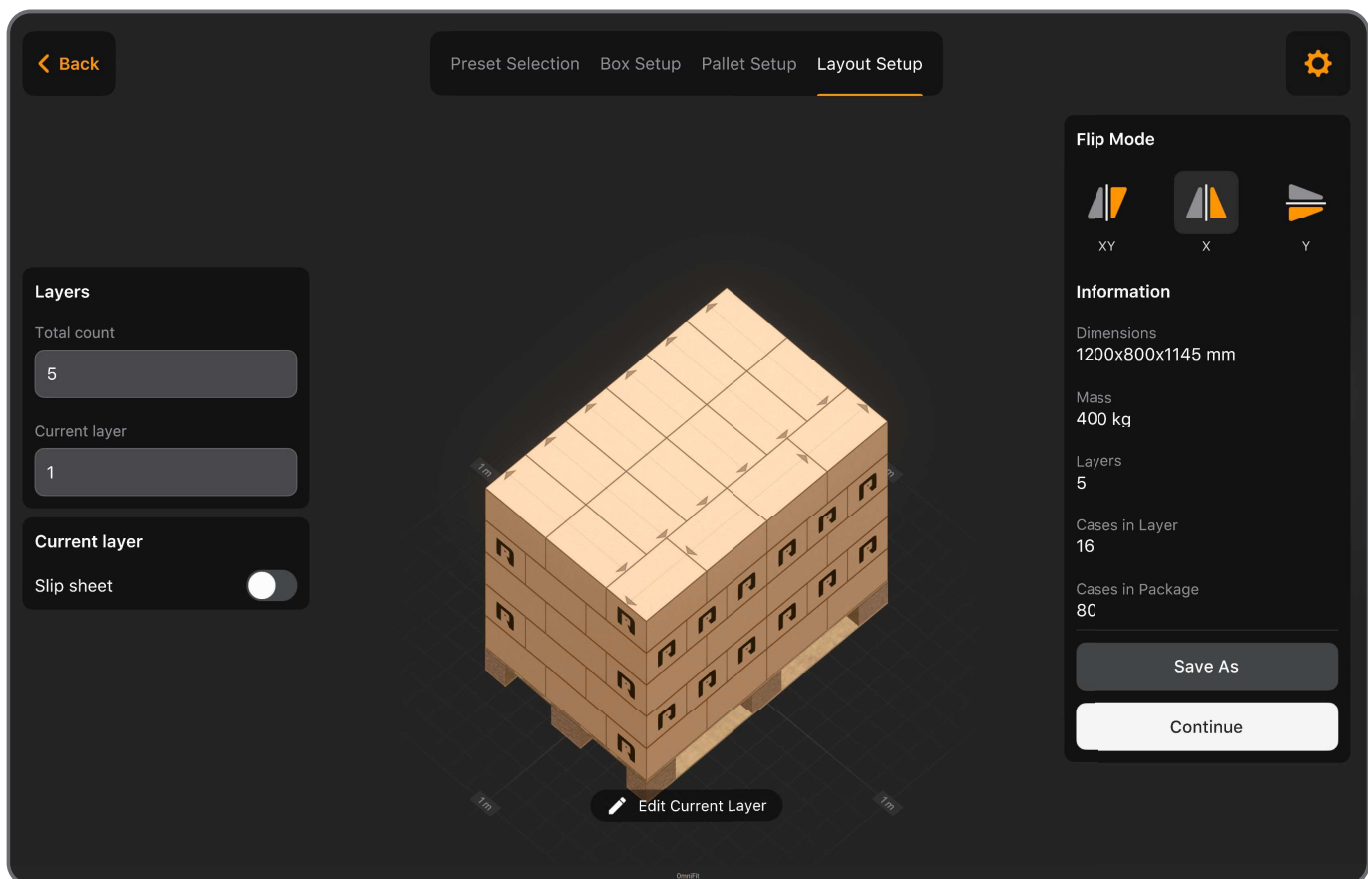 Back
Preset Selection Box Setup Pallet Setup Layout Setup
Flip Mode
XY X Y
Layers
Total count
5
Current layer
1
Current layer
Slip sheet
Information
Dimensions
1200x800x1145 mm
Mass
400 kg
Layers
5
Cases in Layer
16
Cases in Package
80
Save As
Continue
1m
1m
1m
Edit Current Layer
OmniFit